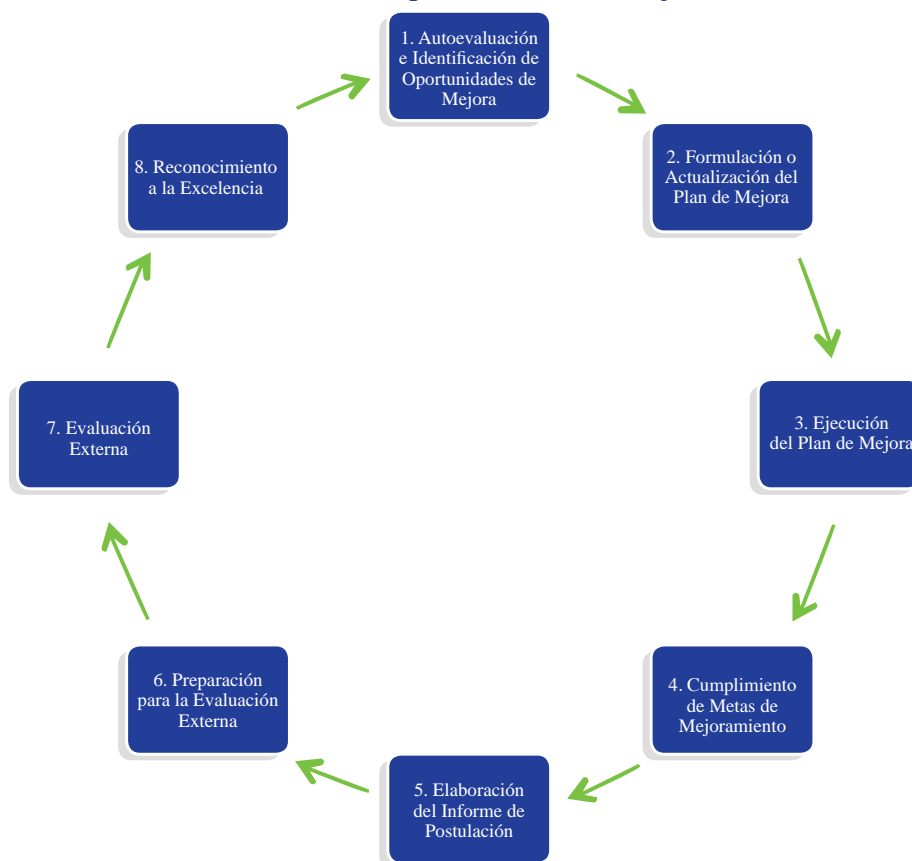 1. Autoevaluación
e Identificación de
Oportunidades de
Mejora
2. Formulación o
Actualización del
Plan de Mejora
3. Ejecución
del Plan de Mejora
4. Cumplimiento
de Metas de
Mejoramiento
5. Elaboración
del Informe de
Postulación
6. Preparación
para la Evaluación
Externa
7. Evaluación
Externa
8. Reconocimiento
a la Excelencia